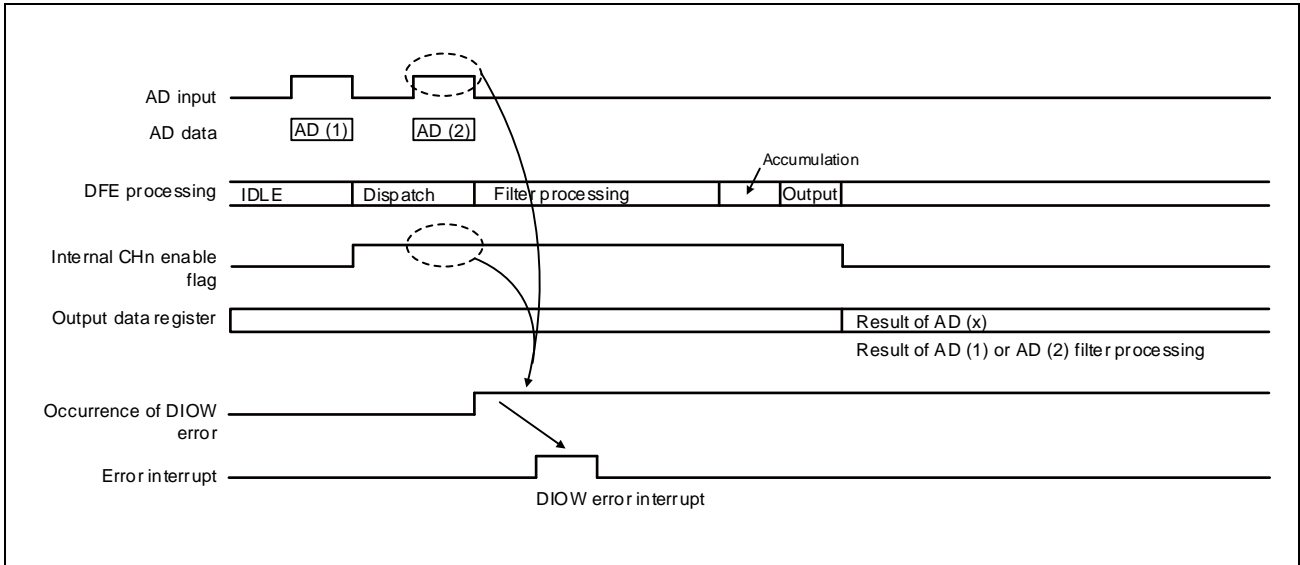 AD input
AD data
AD (1)
AD (2)
Accumulation
DFE processing
IDLE
Dispatch
Filter processing
Output
Internal CHn enable
flag
Output data register
Result of AD (x)
Result of AD (1) or AD (2) filter processing
Occurrence of DIOW
error
Error interrupt
DIOW error interrupt